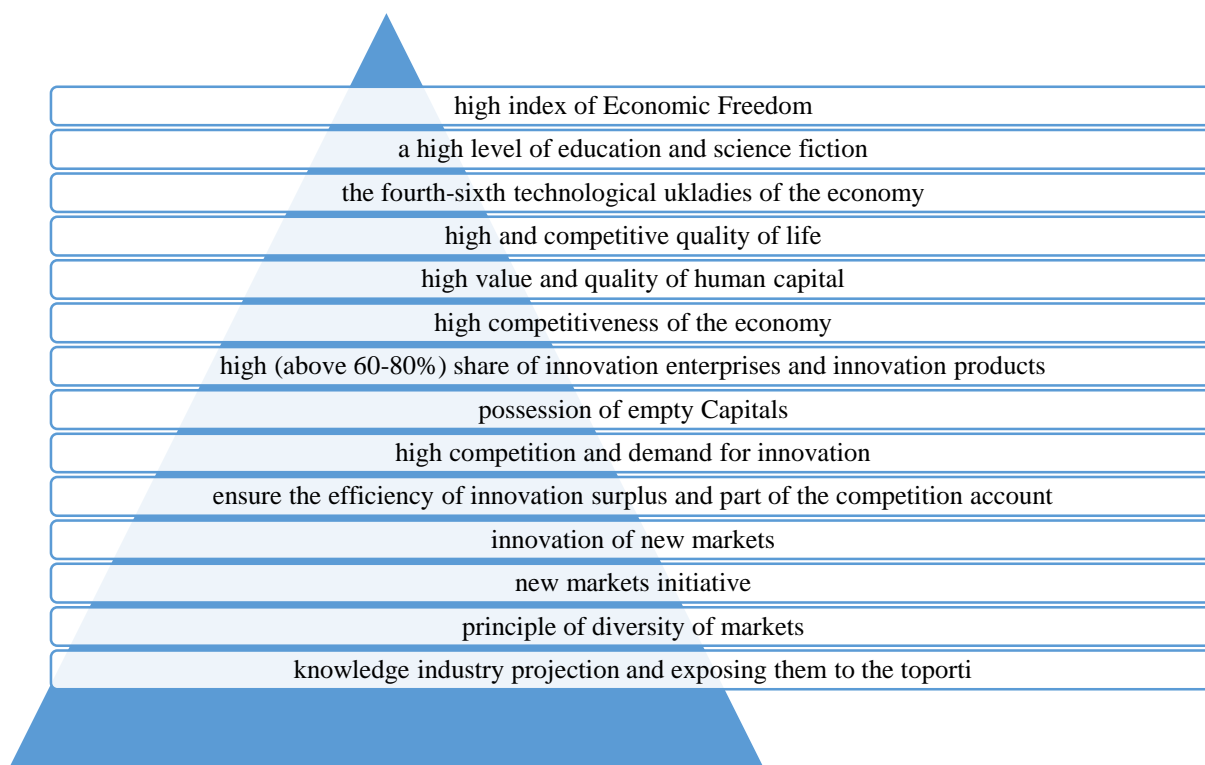 high index of Economic Freedom
a high level of education and science fiction
the fourth-sixth technological ukladies of the economy
high and competitive quality of life
high value and quality of human capital
high competitiveness of the economy
high (above 60-80%) share of innovation enterprises and innovation products
possession of empty Capitals
high competition and demand for innovation
ensure the efficiency of innovation surplus and part of the competition account
innovation of new markets
new markets initiative
principle of diversity of markets
knowledge industry projection and exposing them to the toporti